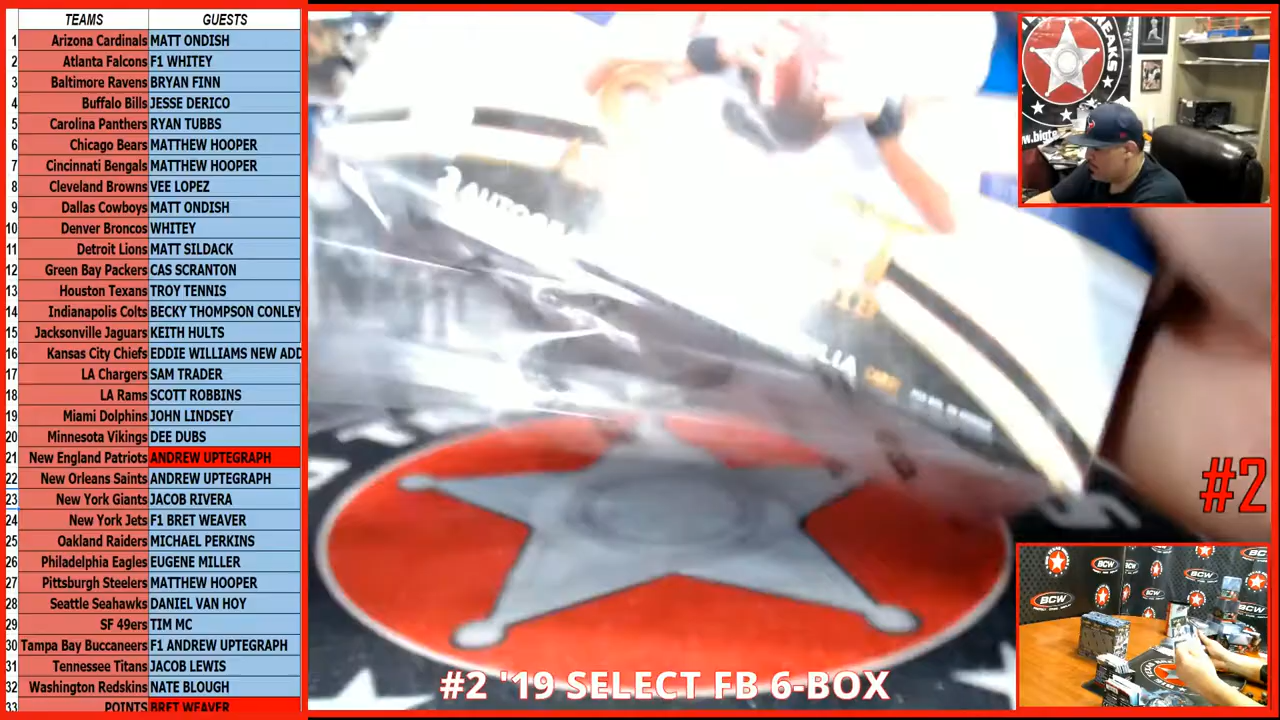 TEAMS GUESTS
1 Arizona Cardinals MATT ONDISH
2 Atlanta Falcons F1 WHITEY
3 Baltimore Ravens BRYAN FINN
4 Buffalo Bills JESSE DERICO
5 Carolina Panthers RYAN TUBBS
6 Chicago Bears MATTHEW HOOPER
7 Cincinnati Bengals MATTHEW HOOPER
8 Cleveland Browns VEE LOPEZ
9 Dallas Cowboys MATT ONDISH
10 Denver Broncos WHITEY
11 Detroit Lions MATT SILDACK
12 Green Bay Packers CAS SCRANTON
13 Houston Texans TROY TENNIS
14 Indianapolis Colts BECKY THOMPSON CONLEY
15 Jacksonville Jaguars KEITH HULTS
16 Kansas City Chiefs EDDIE WILLIAMS NEW ADD
17 LA Chargers SAM TRADER
18 LA Rams SCOTT ROBBINS
19 Miami Dolphins JOHN LINDSEY
20 Minnesota Vikings DEE DUBS
21 New England Patriots ANDREW UPTEGRAPH
22 New Orleans Saints ANDREW UPTEGRAPH
23 New York Giants JACOB RIVERA
24 New York Jets F1 BRET WEAVER
25 Oakland Raiders MICHAEL PERKINS
26 Philadelphia Eagles EUGENE MILLER
27 Pittsburgh Steelers MATTHEW HOOPER
28 Seattle Seahawks DANIEL VAN HOY
29 SF 49ers TIM MC
30 Tampa Bay Buccaneers F1 ANDREW UPTEGRAPH
31 Tennessee Titans JACOB LEWIS
32 Washington Redskins NATE BLOUGH
33 POINTS BRET WEAVER
#2
#2 '19 SELECT FB 6-BOX
BCW
BCW
BCW